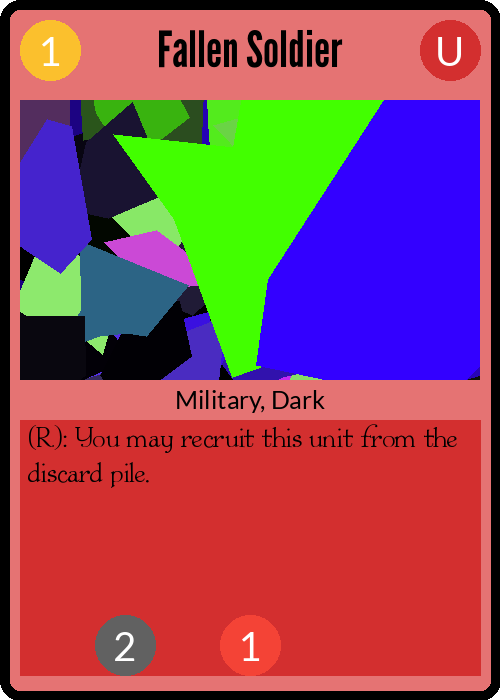 1
Fallen Soldier
U
Military, Dark
(R): You may recruit this unit from the
discard pile.
2
1